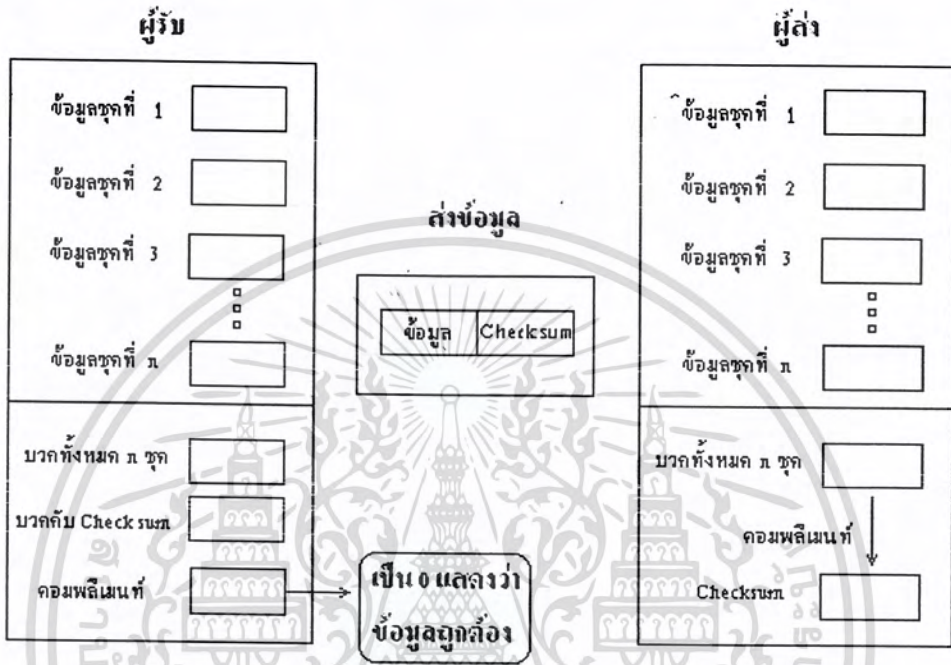 ผู้รับ
ข้อมูลชุดที่ 1
ข้อมูลชุดที่ 2
ข้อมูลชุดที่ 3
ข้อมูลชุดที่ n
บวกทั้งหมด n ชุด
บวกกับ Checksum
คอมพลีเมนท์
ส่งข้อมูล
ข้อมูล Checksum
เป็น 0 แสดงว่า
ข้อมูลถูกต้อง
ผู้ส่ง
ข้อมูลชุดที่ 1
ข้อมูลชุดที่ 2
ข้อมูลชุดที่ 3
ข้อมูลชุดที่ n
บวกทั้งหมด n ชุด
คอมพลีเมนท์
Checksum